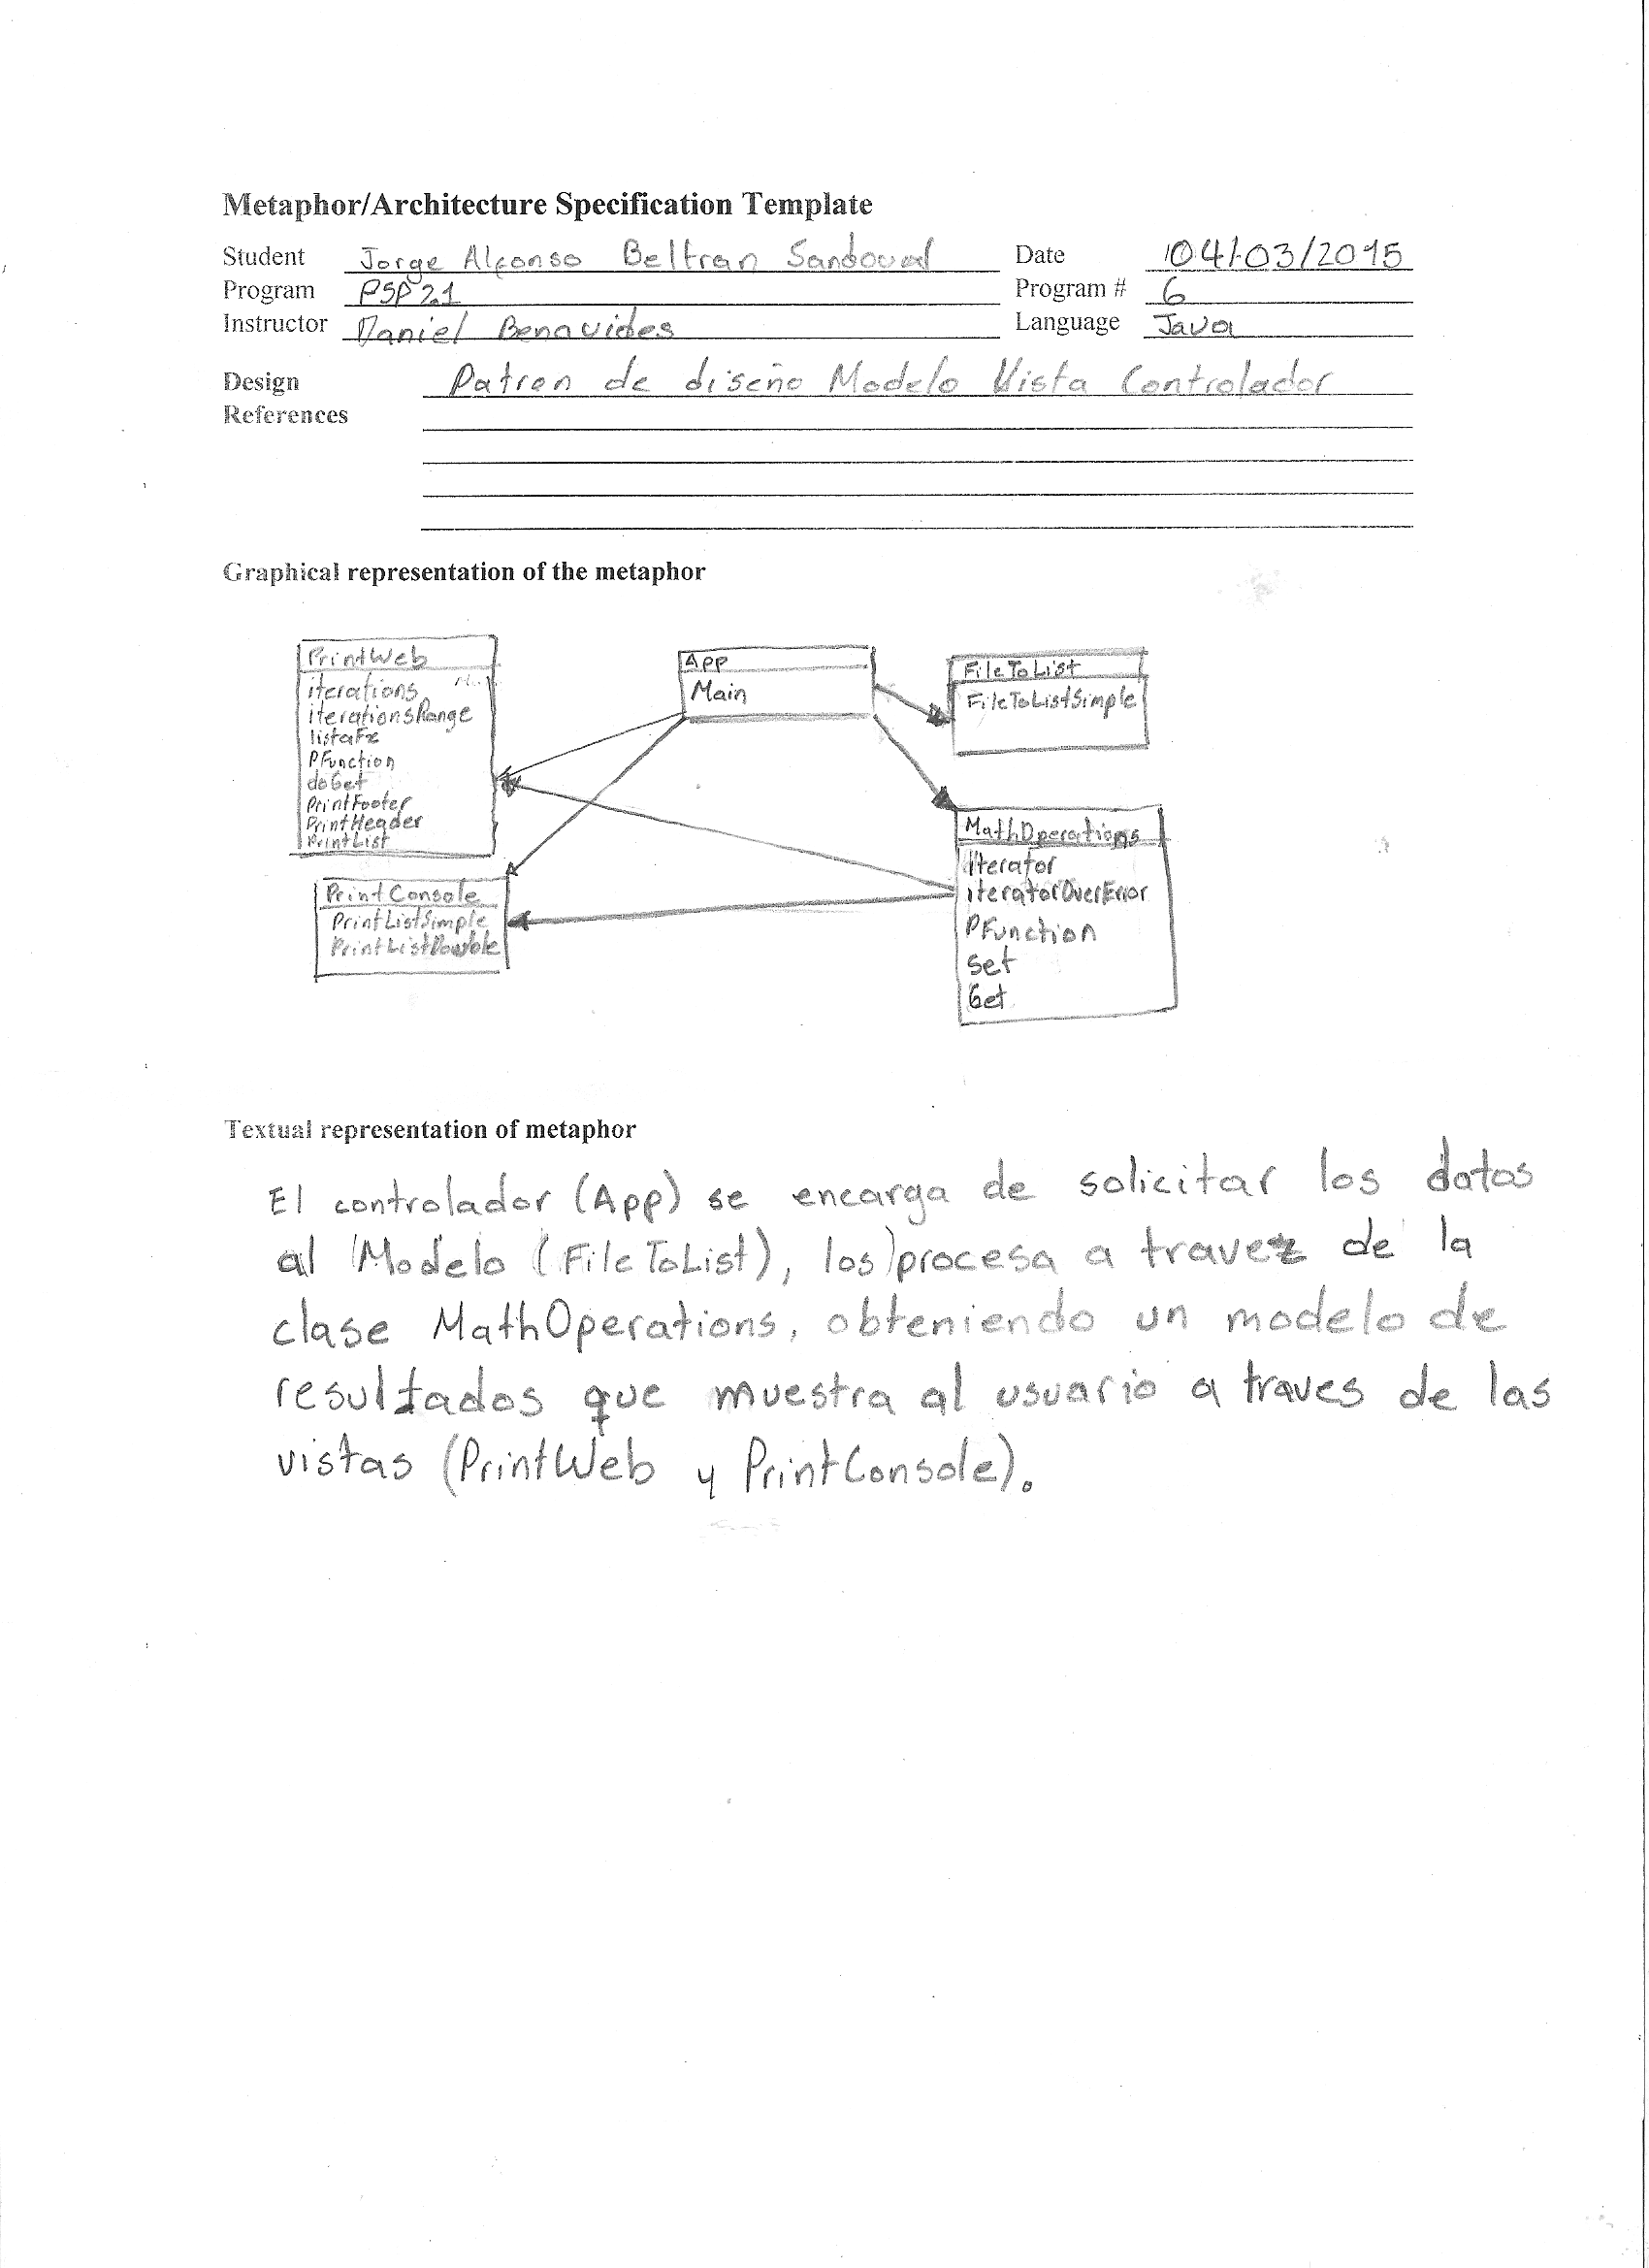 Metaphor/Architecture Specification Template
Student Jorge Alfonso Beltran Sandoval Date 04/03/2015
Program PSP 2.1 Program # 6
Instructor Daniel Benavides Language Java
Design Patron de diseño Modelo Vista Controlador
References
Graphical representation of the metaphor
PrintWeb
iterations
iterationsRange
listaFx
PFunction
doGet
PrintFooter
PrintHeader
PrintList
App
Main
FileToList
FileToListSimple
PrintConsole
PrintListSimple
PrintListDouble
MathOperations
Iterator
iteratorOverError
PFunction
Set
Get
Textual representation of metaphor
El controlador (App) se encarga de solicitar los datos
al Modelo (FileToList), los procesa a travez de la
clase MathOperations, obteniendo un modelo de
resultados que muestra al usuario a traves de las
vistas (PrintWeb y PrintConsole).